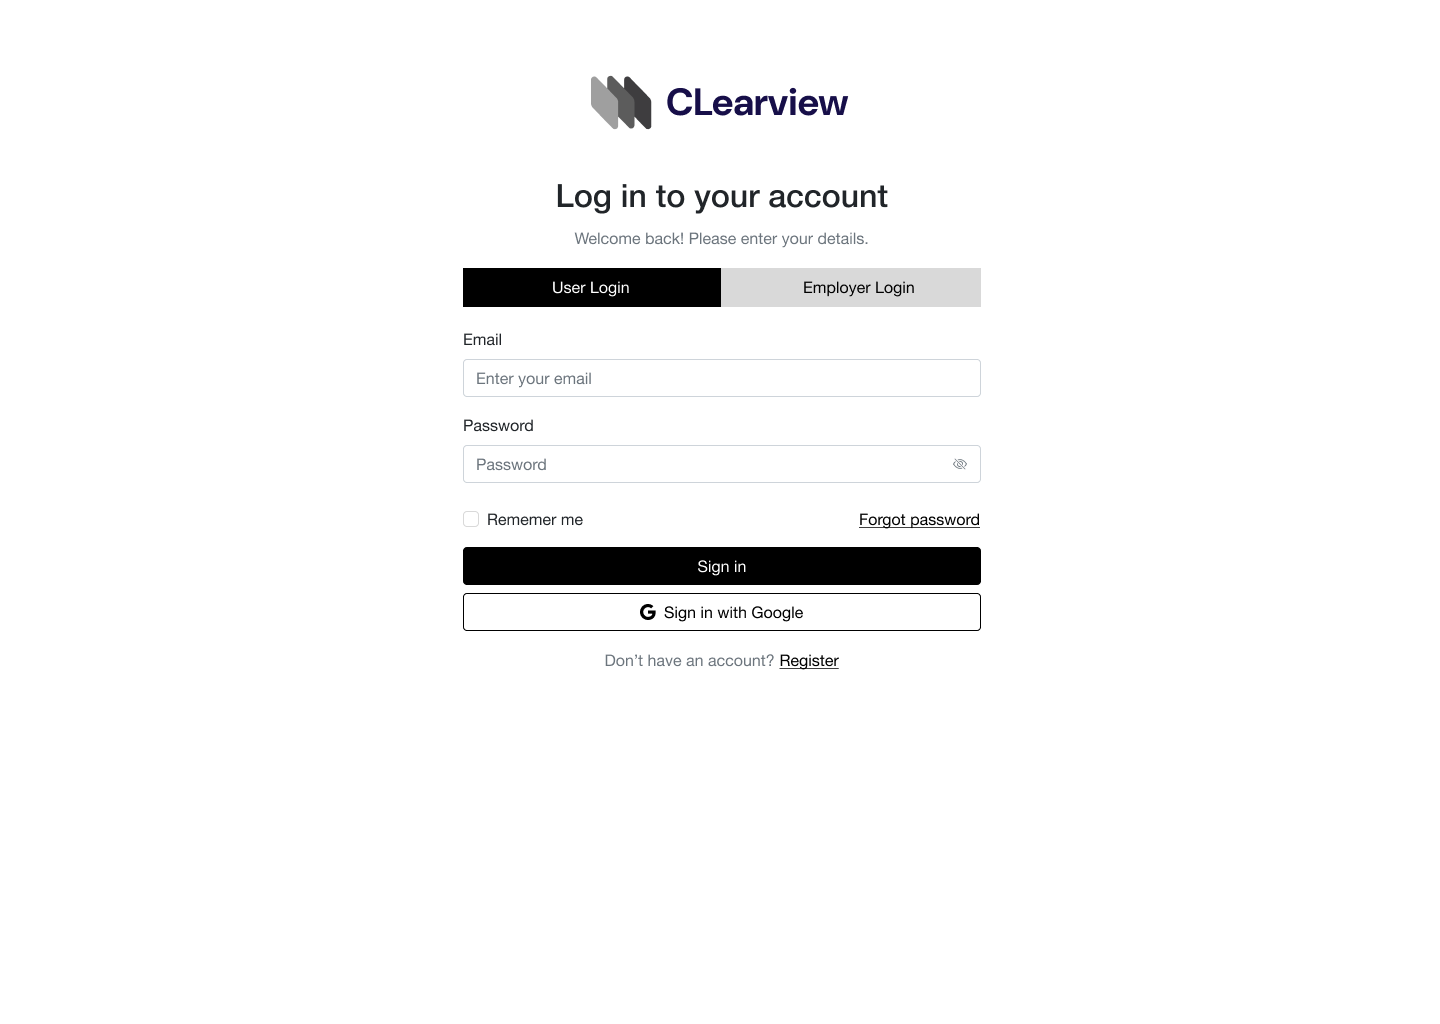 CLearview
Log in to your account
Welcome back! Please enter your details.
User Login
Employer Login
Email
Enter your email
Password
Password
Rememer me
Forgot password
Sign in
Sign in with Google
Don’t have an account? Register